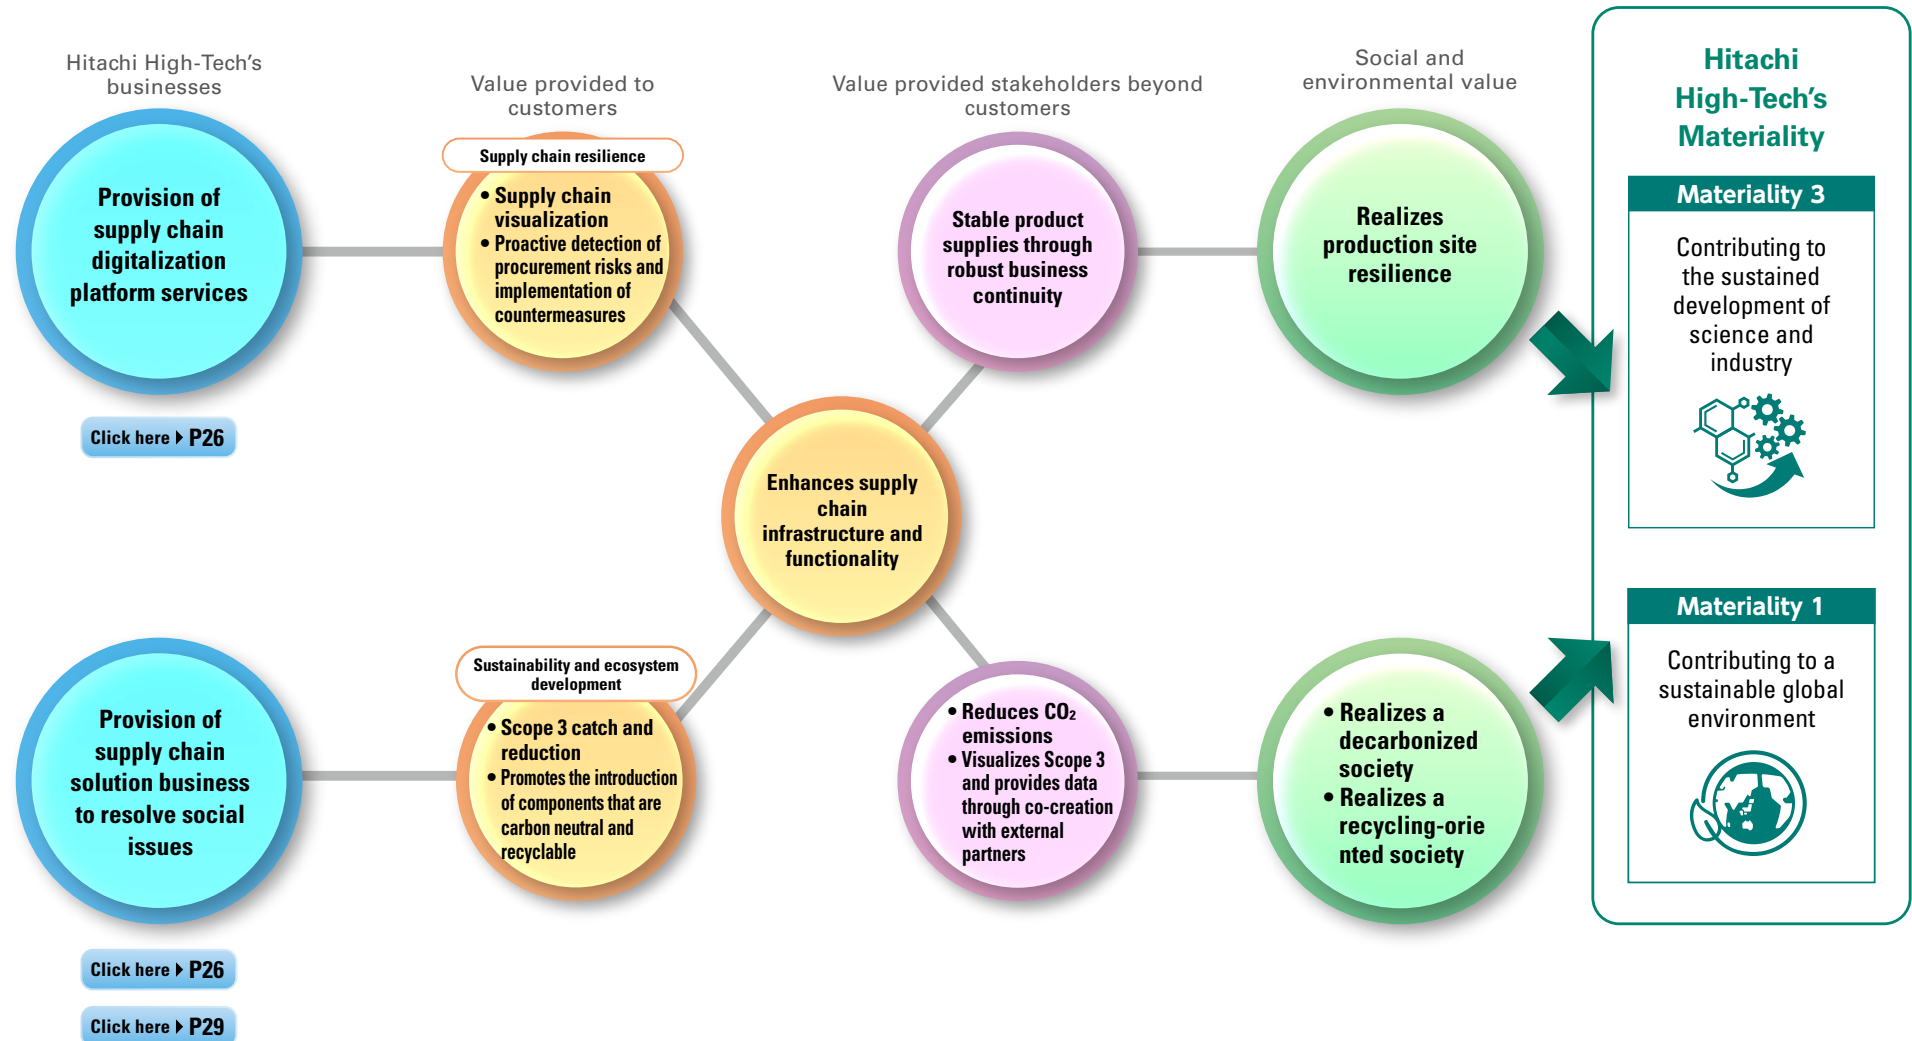 Hitachi High-Tech's
businesses
Value provided to
customers
Value provided stakeholders beyond
customers
Social and
environmental value
Hitachi
High-Tech's
Materiality
Provision of
supply chain
digitalization
platform services
Click here ▶ P26
Supply chain resilience
• Supply chain
visualization
• Proactive detection of
procurement risks and
implementation of
countermeasures
Stable product
supplies through
robust business
continuity
Realizes
production site
resilience
Materiality 3
Contributing to
the sustained
development of
science and
industry
Enhances supply
chain
infrastructure and
functionality
Provision of
supply chain
solution business
to resolve social
issues
Click here ▶ P26
Click here ▶ P29
Sustainability and ecosystem
development
• Scope 3 catch and
reduction
• Promotes the introduction
of components that are
carbon neutral and
recyclable
• Reduces CO₂
emissions
• Visualizes Scope 3
and provides data
through co-creation
with external
partners
• Realizes a
decarbonized
society
• Realizes a
recycling-orie
nted society
Materiality 1
Contributing to a
sustainable global
environment